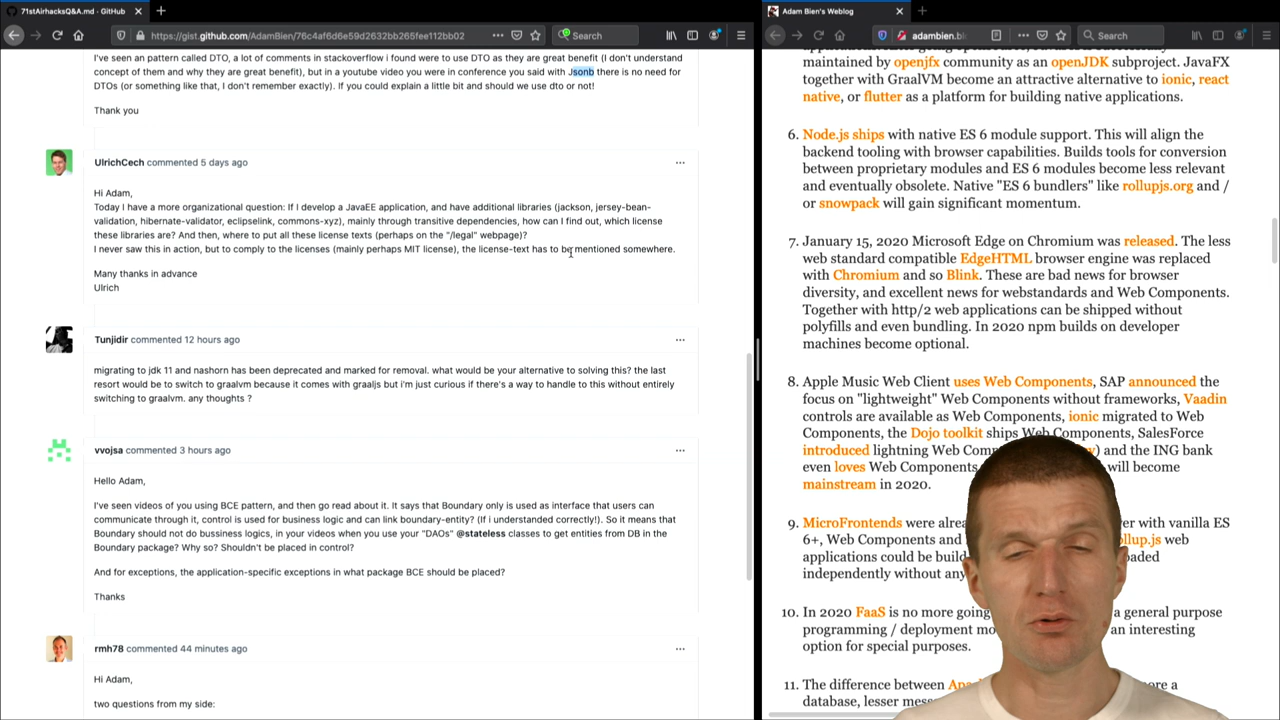 71stAirhacksQ&A.md · GitHub
https://gist.github.com/AdamBien/76c4af6d6e59d2632bb265fee112bb02
Search
I've seen an pattern called DTO, a lot of comments in stackoverflow i found were to use DTO as they are great benefit (I don't understand
concept of them and why they are great benefit), but in a youtube video you were in conference you said with Jsonb there is no need for
DTOs (or something like that, I don't remember exactly). If you could explain a little bit and should we use dto or not!
Thank you
UlrichCech commented 5 days ago
Hi Adam,
Today I have a more organizational question: If I develop a JavaEE application, and have additional libraries (jackson, jersey-bean-
validation, hibernate-validator, eclipselink, commons-xyz), mainly through transitive dependencies, how can I find out, which license
these libraries are? And then, where to put all these license texts (perhaps on the "/legal" webpage)?
I never saw this in action, but to comply to the licenses (mainly perhaps MIT license), the license-text has to be mentioned somewhere.
Many thanks in advance
Ulrich
Tunjidir commented 12 hours ago
migrating to jdk 11 and nashorn has been deprecated and marked for removal. what would be your alternative to solving this? the last
resort would be to switch to graalvm because it comes with graaljs but i'm just curious if there's a way to handle to this without entirely
switching to graalvm. any thoughts ?
vvojsa commented 3 hours ago
Hello Adam,
I've seen videos of you using BCE pattern, and then go read about it. It says that Boundary only is used as interface that users can
communicate through it, control is used for business logic and can link boundary-entity? (If i understanded correctly!). So it means that
Boundary should not do bussiness logics, in your videos when you use your "DAOs" @stateless classes to get entities from DB in the
Boundary package? Why so? Shouldn't be placed in control?
And for exceptions, the application-specific exceptions in what package BCE should be placed?
Thanks
rmh78 commented 44 minutes ago
Hi Adam,
two questions from my side:
Adam Bien's Weblog
adambien.bl
Search
maintained by openjfx community as an openJDK subproject. JavaFX
together with GraalVM become an attractive alternative to ionic, react
native, or flutter as a platform for building native applications.
6. Node.js ships with native ES 6 module support. This will align the
backend tooling with browser capabilities. Builds tools for conversion
between proprietary modules and ES 6 modules become less relevant
and eventually obsolete. Native "ES 6 bundlers" like rollupjs.org and /
or snowpack will gain significant momentum.
7. January 15, 2020 Microsoft Edge on Chromium was released. The less
web standard compatible EdgeHTML browser engine was replaced
with Chromium and so Blink. These are bad news for browser
diversity, and excellent news for webstandards and Web Components.
Together with http/2 web applications can be shipped without
polyfills and even bundling. In 2020 npm builds on developer
machines become optional.
8. Apple Music Web Client uses Web Components, SAP announced the
focus on "lightweight" Web Components without frameworks, Vaadin
controls are available as Web Components, ionic migrated to Web
Components, the Dojo toolkit ships Web Components, SalesForce
introduced lightning Web Com ) and the ING bank
even loves Web Components will become
mainstream in 2020.
9. MicroFrontends were with vanilla ES
6+, Web Components and web
applications could be
independently without any
10. In 2020 FaaS is no more going a general purpose
programming / deployment an interesting
option for special purposes.
11. The difference between a
database, lesser